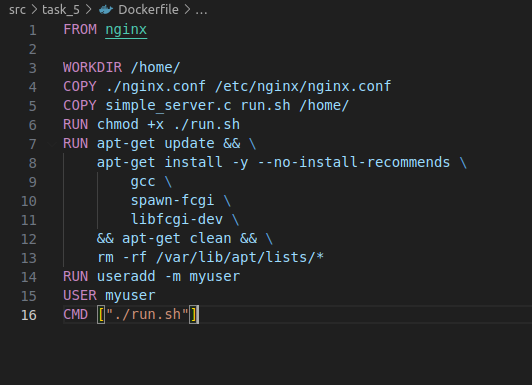 src > task_5 > Dockerfile > ...
1 FROM nginx
2
3 WORKDIR /home/
4 COPY ./nginx.conf /etc/nginx/nginx.conf
5 COPY simple_server.c run.sh /home/
6 RUN chmod +x ./run.sh
7 RUN apt-get update && \
8 apt-get install -y --no-install-recommends \
9 gcc \
10 spawn-fcgi \
11 libfcgi-dev \
12 && apt-get clean && \
13 rm -rf /var/lib/apt/lists/*
14 RUN useradd -m myuser
15 USER myuser
16 CMD ["./run.sh"]